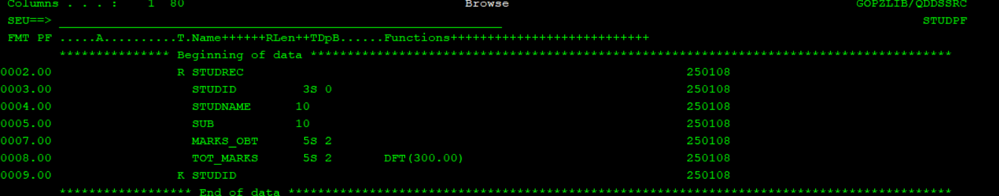 Columns . . . :    1  80                                      Browse                                               GOPZLIB/QDDSSRC
SEU==> ____________________________________________________________                                                         STUDPF
FMT PF .....A..........T.Name++++++RLen++TDpB......Functions+++++++++++++++++++++++++++
*************** Beginning of data ***************************************************************************************
0002.00                 R STUDREC                                                            250108
0003.00                   STUDID         3S 0                                                250108
0004.00                   STUDNAME      10                                                   250108
0005.00                   SUB           10                                                   250108
0007.00                   MARKS_OBT      5S 2                                                250108
0008.00                   TOT_MARKS      5S 2       DFT(300.00)                              250108
0009.00                 K STUDID                                                             250108
****************** End of data ******************************************************************************************